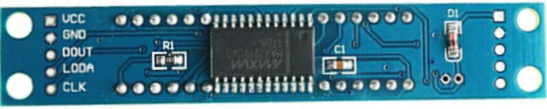 VCC
GND
DOUT
LODA
CLK
R1
MAXIM
C1
D1